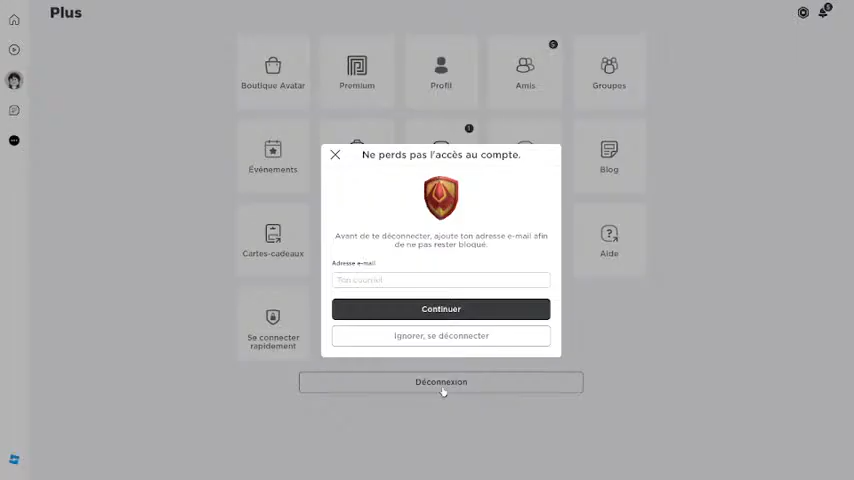 Plus
5
Boutique Avatar
Premium
Profil
Amis
Groupes
1
Événements
Blog
Ne perds pas l'accès au compte.
Avant de te déconnecter, ajoute ton adresse e-mail afin
de ne pas rester bloqué.
Adresse e-mail
Ton courriel
Continuer
Ignorer, se déconnecter
Cartes-cadeaux
Aide
Se connecter
rapidement
Déconnexion